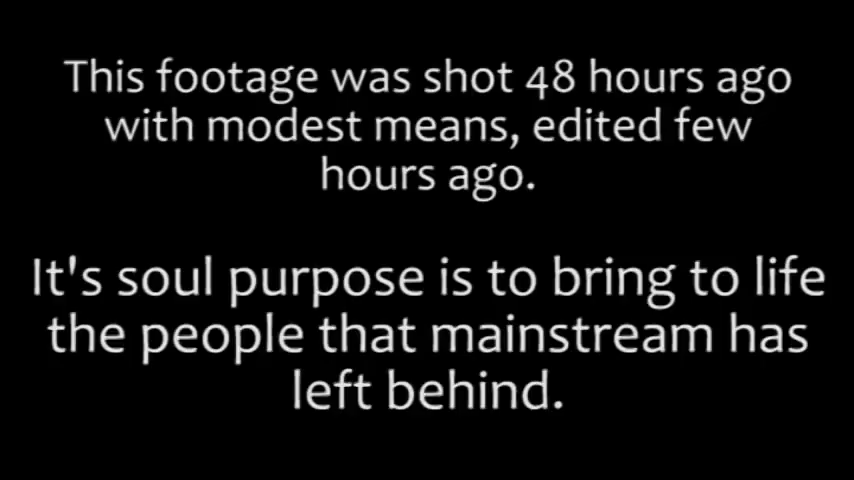 This footage was shot 48 hours ago
with modest means, edited few
hours ago.
It's soul purpose is to bring to life
the people that mainstream has
left behind.